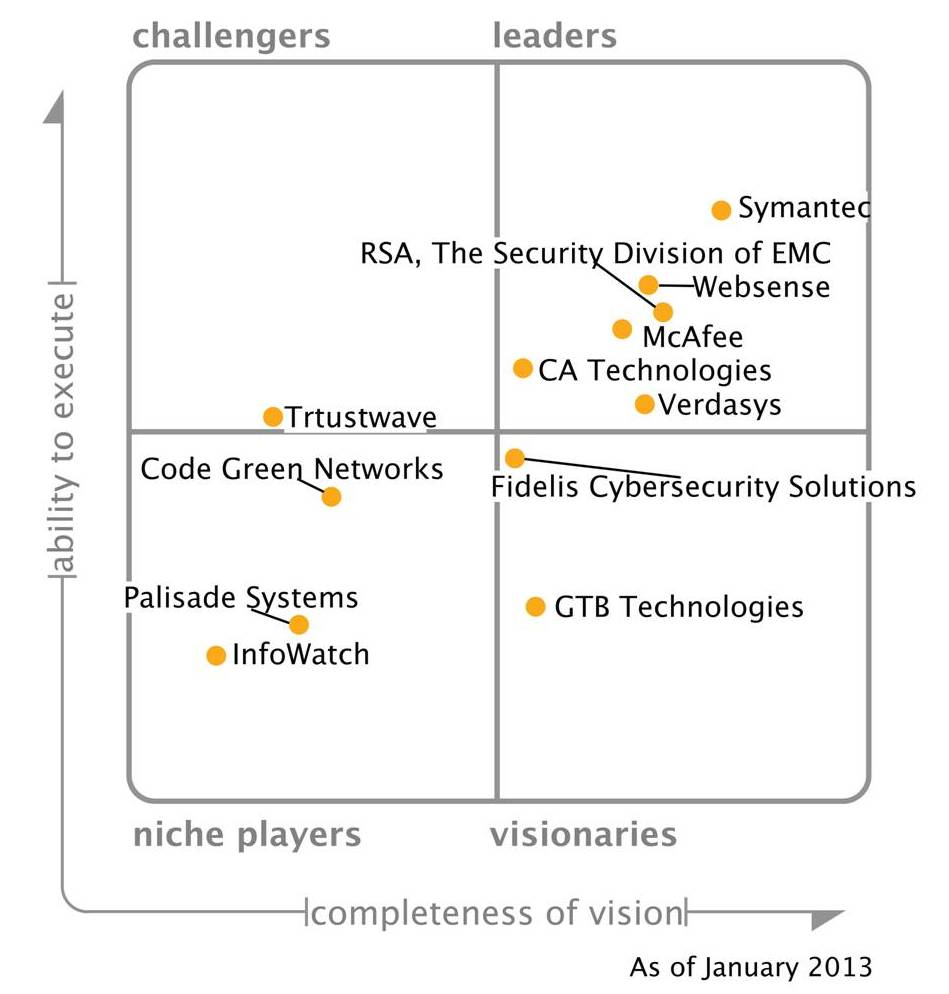 challengers
leaders
Symantec
RSA, The Security Division of EMC
Websense
McAfee
CA Technologies
Verdasys
Trtustwave
Code Green Networks
Fidelis Cybersecurity Solutions
Palisade Systems
GTB Technologies
InfoWatch
niche players
visionaries
ability to execute
completeness of vision
As of January 2013